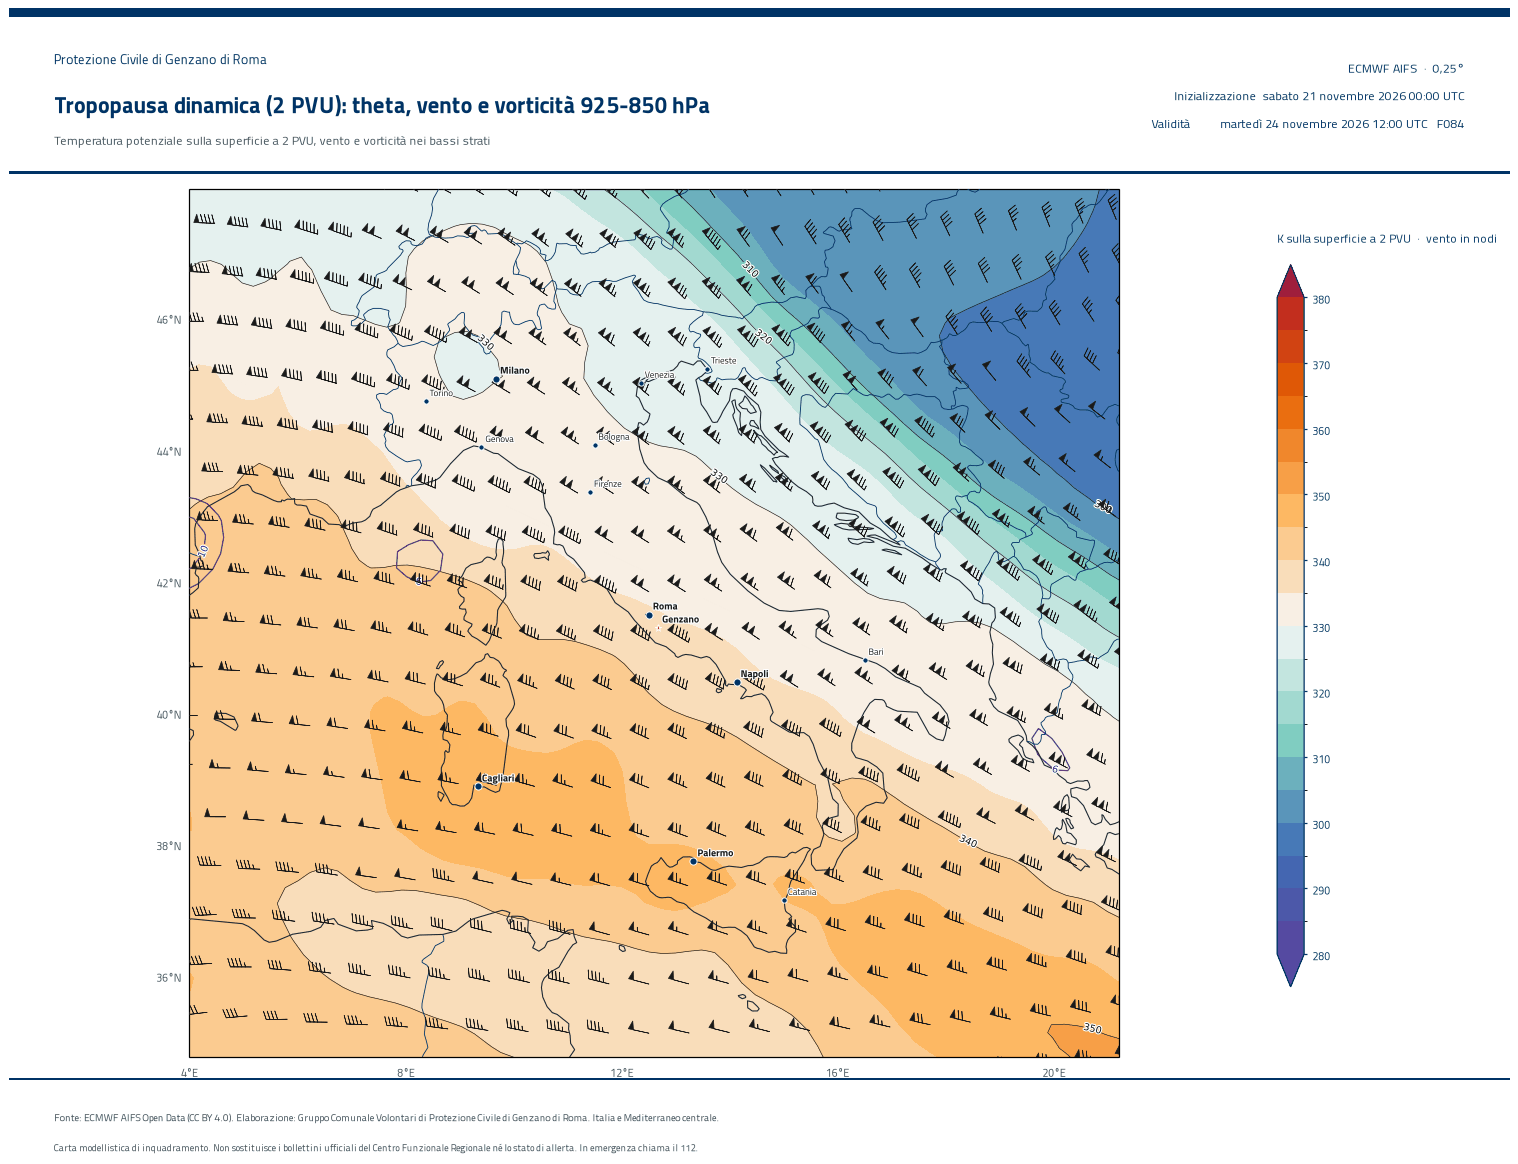 Protezione Civile di Genzano di Roma
Tropopausa dinamica (2 PVU): theta, vento e vorticità 925-850 hPa
Temperatura potenziale sulla superficie a 2 PVU, vento e vorticità nei bassi strati
ECMWF AIFS · 0,25°
Inizializzazione sabato 21 novembre 2026 00:00 UTC
Validità martedì 24 novembre 2026 12:00 UTC F084
K sulla superficie a 2 PVU · vento in nodi
380
370
360
350
340
330
320
310
300
290
280
46°N
44°N
42°N
40°N
38°N
36°N
4°E
8°E
12°E
16°E
20°E
310
320
330
330
300
340
350
10
6
Milano
Torino
Venezia
Trieste
Genova
Bologna
Firenze
Roma
Genzano
Napoli
Bari
Cagliari
Palermo
Catania
Fonte: ECMWF AIFS Open Data (CC BY 4.0). Elaborazione: Gruppo Comunale Volontari di Protezione Civile di Genzano di Roma. Italia e Mediterraneo centrale.
Carta modellistica di inquadramento. Non sostituisce i bollettini ufficiali del Centro Funzionale Regionale né lo stato di allerta. In emergenza chiama il 112.